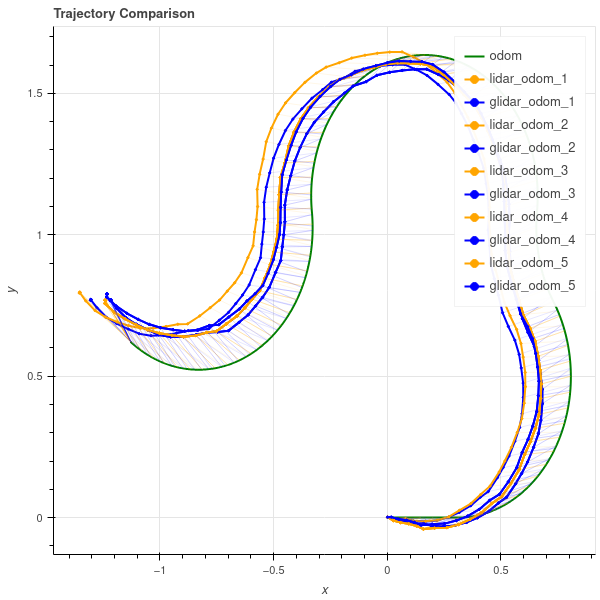 Trajectory Comparison
odom
lidar_odom_1
glidar_odom_1
lidar_odom_2
glidar_odom_2
lidar_odom_3
glidar_odom_3
lidar_odom_4
glidar_odom_4
lidar_odom_5
glidar_odom_5
1.5
1
0.5
0
y
−1
−0.5
0
0.5
x